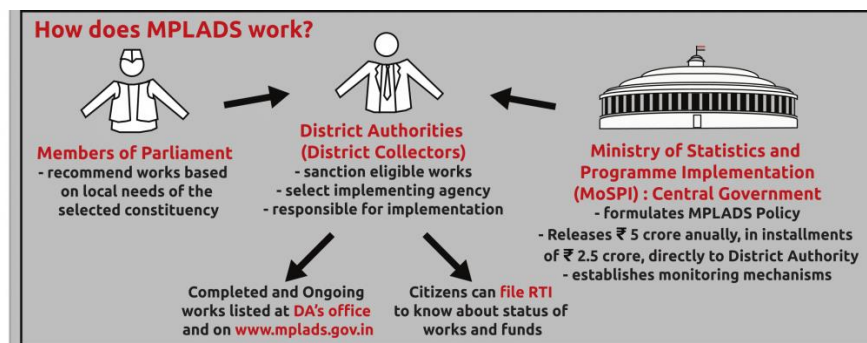 How does MPLADS work?
Members of Parliament
- recommend works based
on local needs of the
selected constituency
District Authorities
(District Collectors)
- sanction eligible works
- select implementing agency
- responsible for implementation
Ministry of Statistics and
Programme Implementation
(MoSPI) : Central Government
- formulates MPLADS Policy
- Releases ₹ 5 crore anually, in installments
of ₹ 2.5 crore, directly to District Authority
- establishes monitoring mechanisms
Completed and Ongoing
works listed at DA's office
and on www.mplads.gov.in
Citizens can file RTI
to know about status of
works and funds